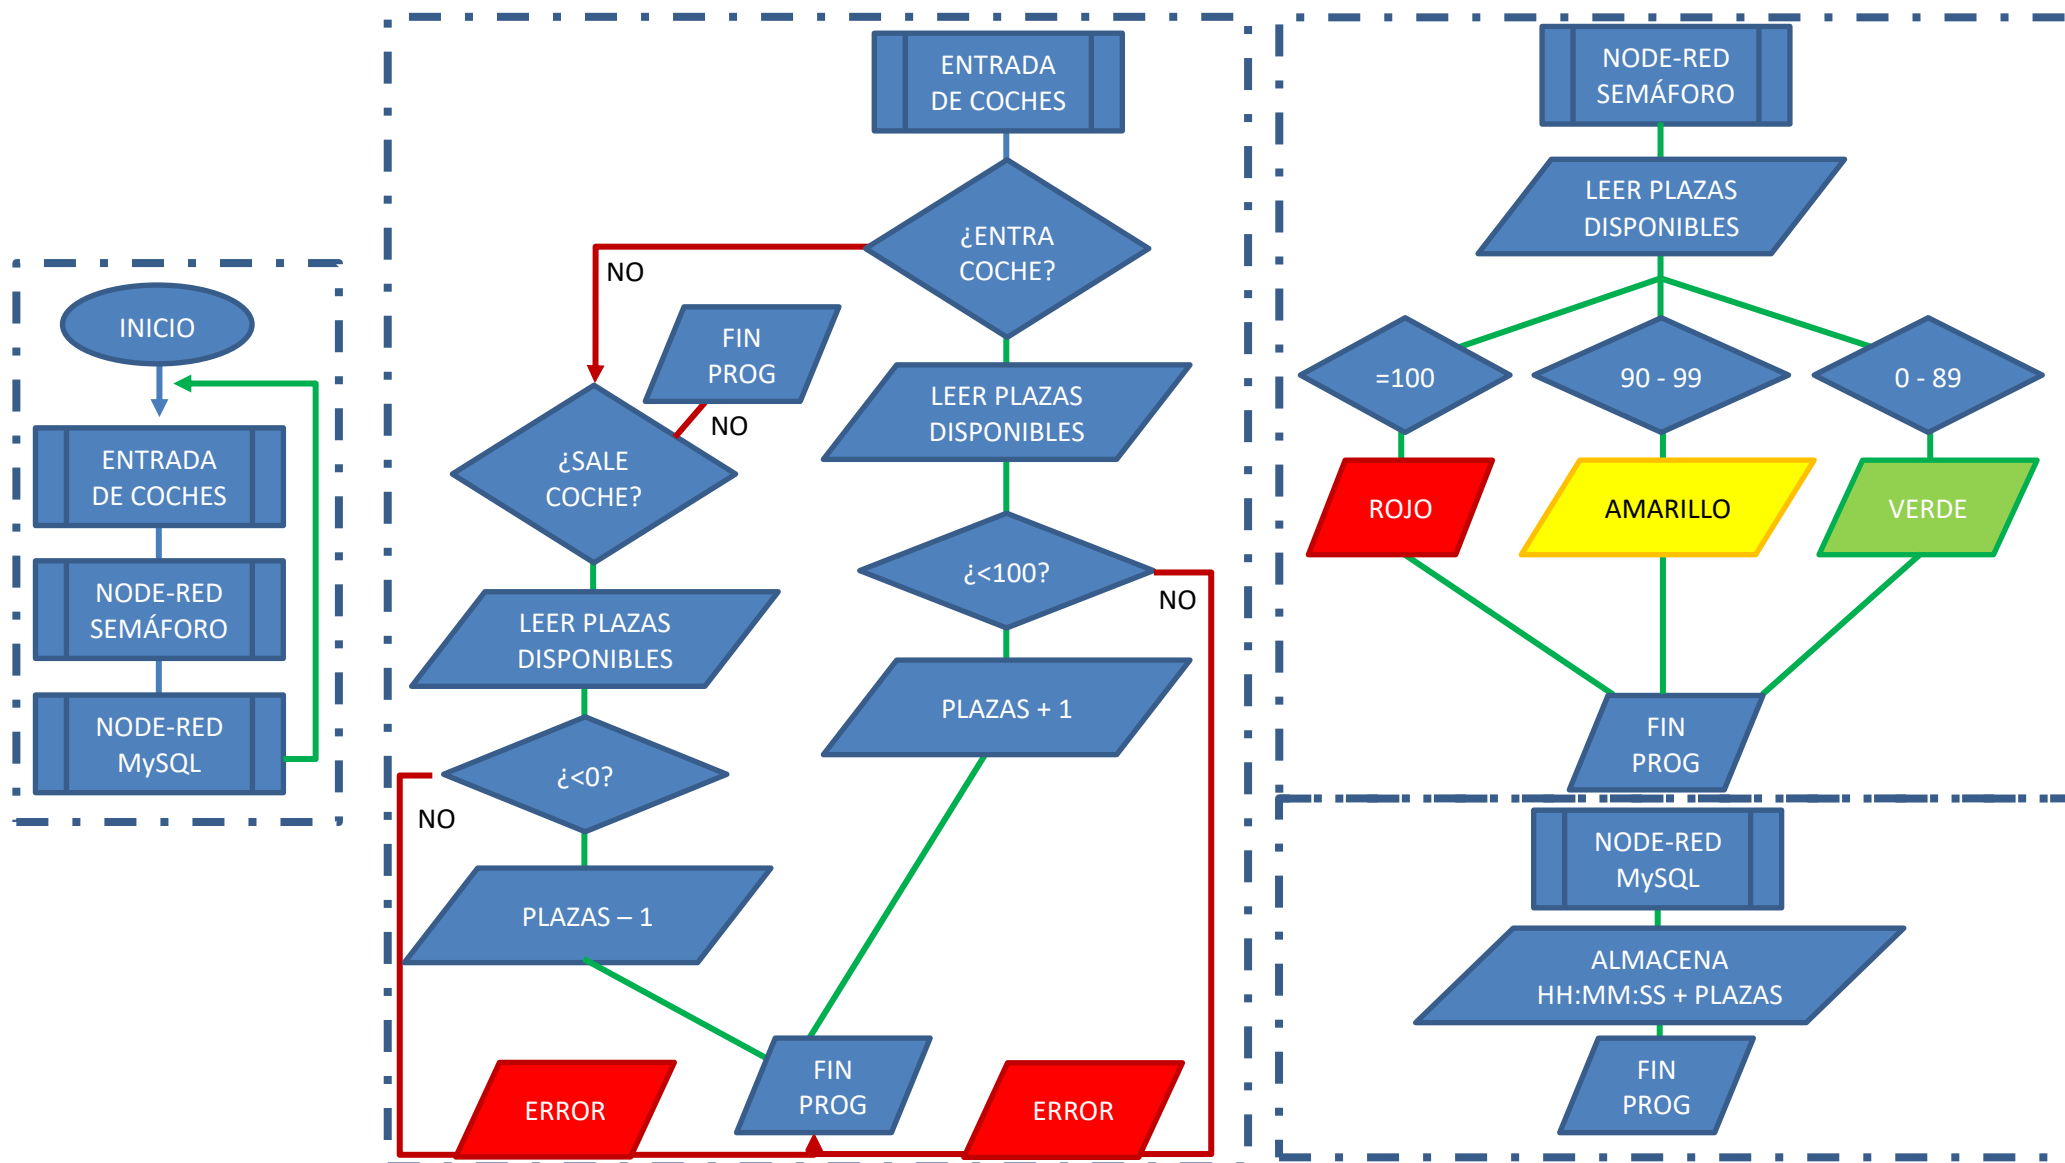 INICIO
ENTRADA
DE COCHES
NODE-RED
SEMÁFORO
NODE-RED
MySQL
ENTRADA
DE COCHES
¿ENTRA
COCHE?
NO
FIN
PROG
NO
¿SALE
COCHE?
LEER PLAZAS
DISPONIBLES
¿<0?
NO
PLAZAS – 1
LEER PLAZAS
DISPONIBLES
¿<100?
NO
PLAZAS + 1
ERROR
FIN
PROG
ERROR
NODE-RED
SEMÁFORO
LEER PLAZAS
DISPONIBLES
=100
90 - 99
0 - 89
ROJO
AMARILLO
VERDE
FIN
PROG
NODE-RED
MySQL
ALMACENA
HH:MM:SS + PLAZAS
FIN
PROG